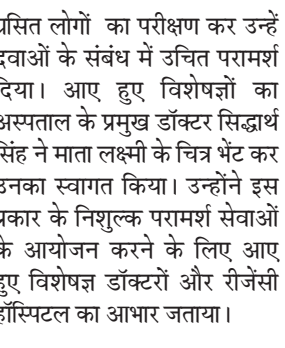 ग्रसित लोगों का परीक्षण कर उन्हें
दवाओं के संबंध में उचित परामर्श
दिया। आए हुए विशेषज्ञों का
अस्पताल के प्रमुख डॉक्टर सिद्धार्थ
सिंह ने माता लक्ष्मी के चित्र भेंट कर
उनका स्वागत किया। उन्होंने इस
प्रकार के निशुल्क परामर्श सेवाओं
के आयोजन करने के लिए आए
हुए विशेषज्ञ डॉक्टरों और रीजेंसी
हॉस्पिटल का आभार जताया।